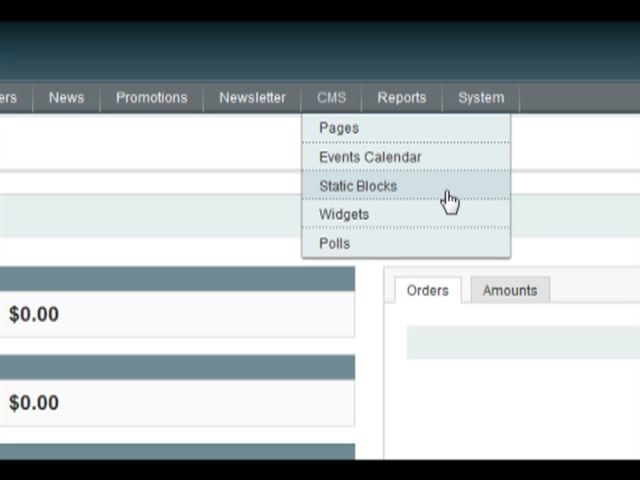 ers News Promotions Newsletter CMS Reports System
Pages
Events Calendar
Static Blocks
Widgets
Polls
Orders Amounts
$0.00
$0.00